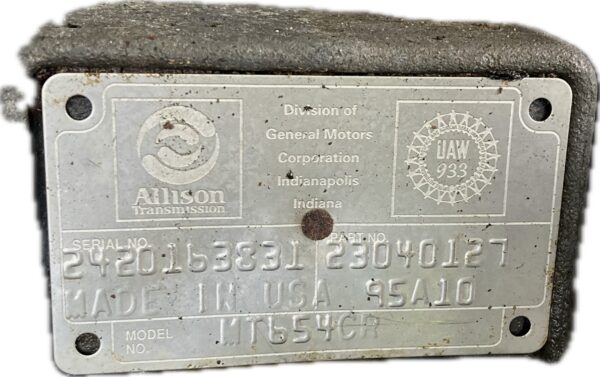 Allison
Transmission
Division of
General Motors
Corporation
Indianapolis
Indiana
UAW
933
SERIAL NO. PART NO.
2420163831 23040127
MADE IN USA 95A10
MODEL NO. MT654CR